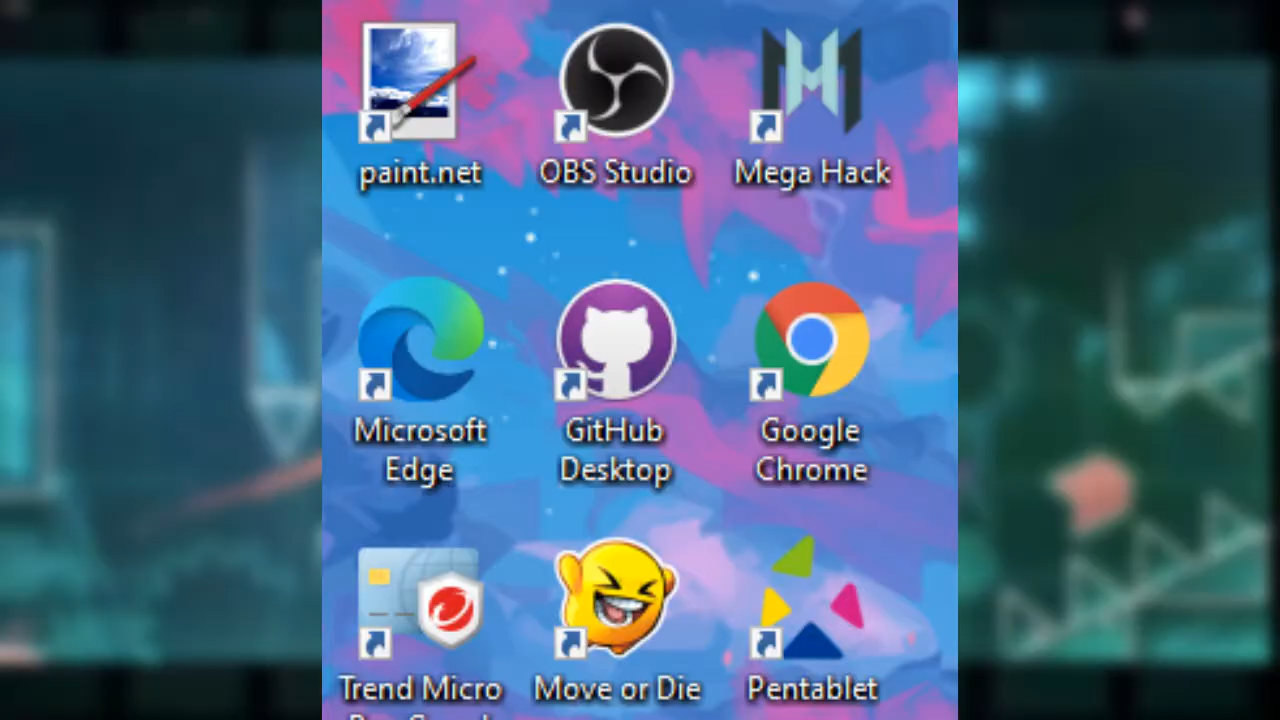 paint.net
OBS Studio
Mega Hack
Microsoft
Edge
GitHub
Desktop
Google
Chrome
Trend Micro
Move or Die
Pentablet